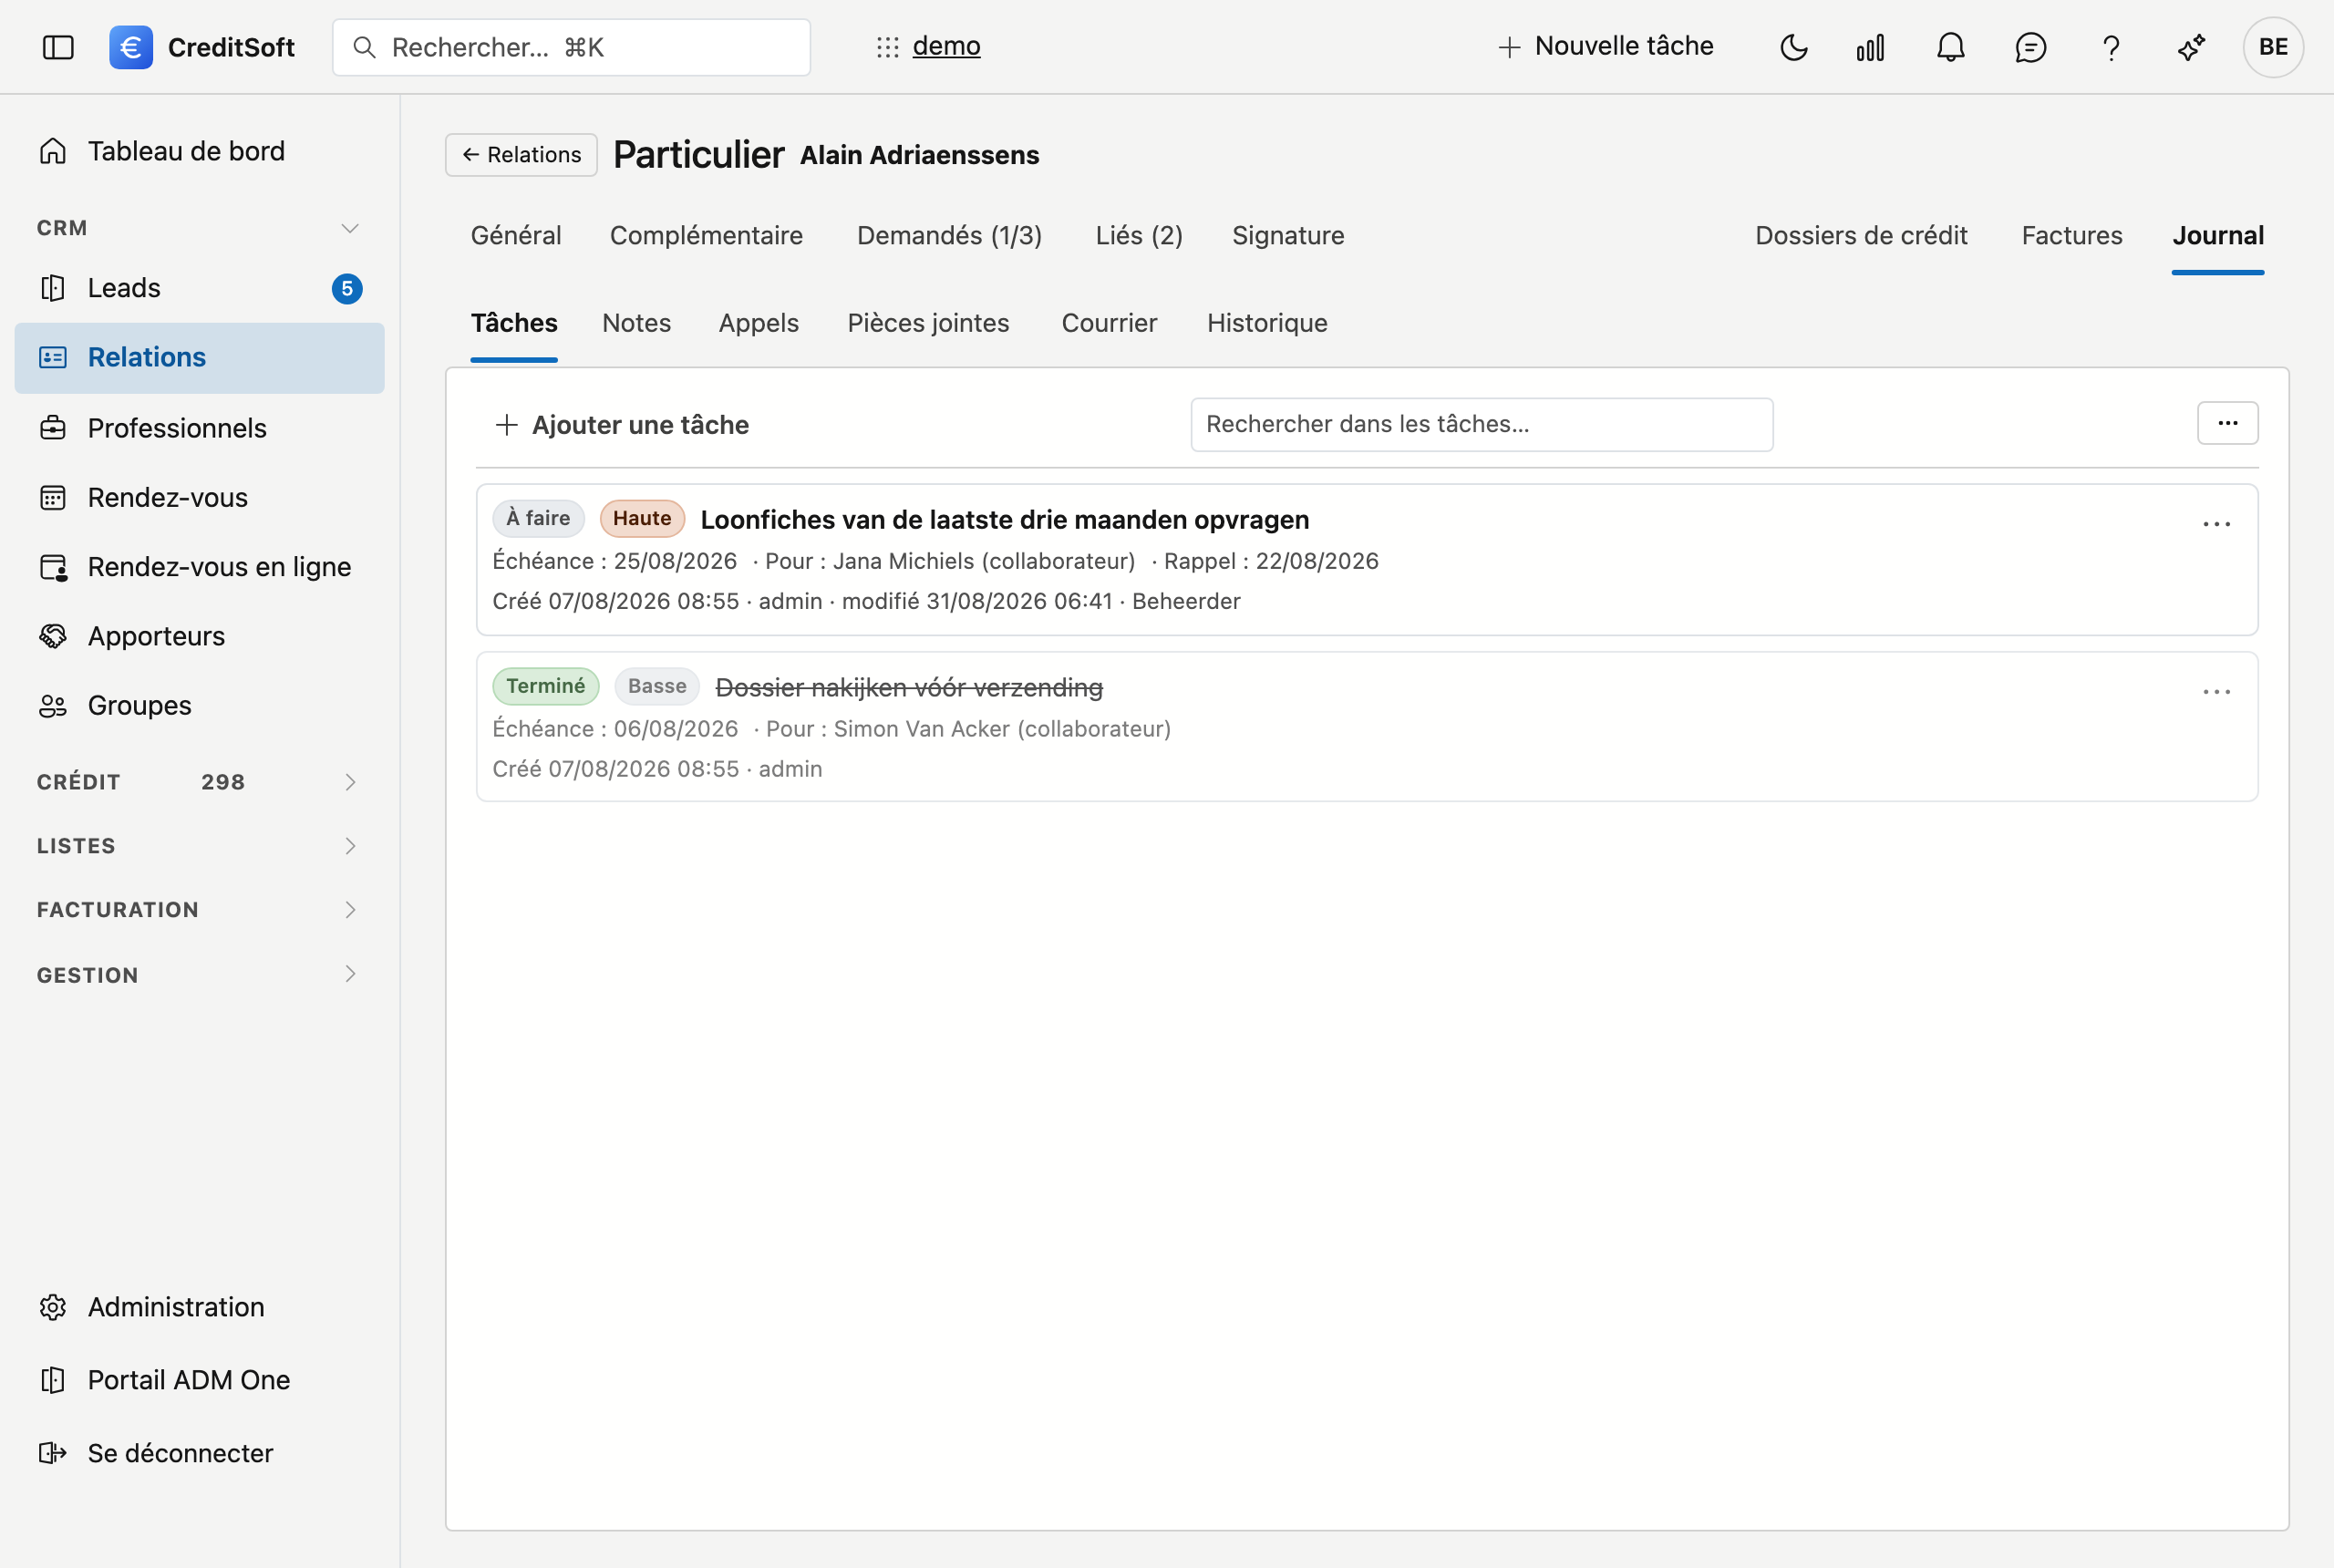 CreditSoft
Rechercher... ⌘K
demo
Nouvelle tâche
BE
Tableau de bord
CRM
Leads 5
Relations
Professionnels
Rendez-vous
Rendez-vous en ligne
Apporteurs
Groupes
CRÉDIT 298
LISTES
FACTURATION
GESTION
Administration
Portail ADM One
Se déconnecter
← Relations Particulier Alain Adriaenssens
Général Complémentaire Demandés (1/3) Liés (2) Signature Dossiers de crédit Factures Journal
Tâches Notes Appels Pièces jointes Courrier Historique
+ Ajouter une tâche Rechercher dans les tâches... ...
À faire Haute Loonfiches van de laatste drie maanden opvragen
Échéance : 25/08/2026 · Pour : Jana Michiels (collaborateur) · Rappel : 22/08/2026
Créé 07/08/2026 08:55 · admin · modifié 31/08/2026 06:41 · Beheerder
Terminé Basse Dossier nakijken vóór verzending
Échéance : 06/08/2026 · Pour : Simon Van Acker (collaborateur)
Créé 07/08/2026 08:55 · admin